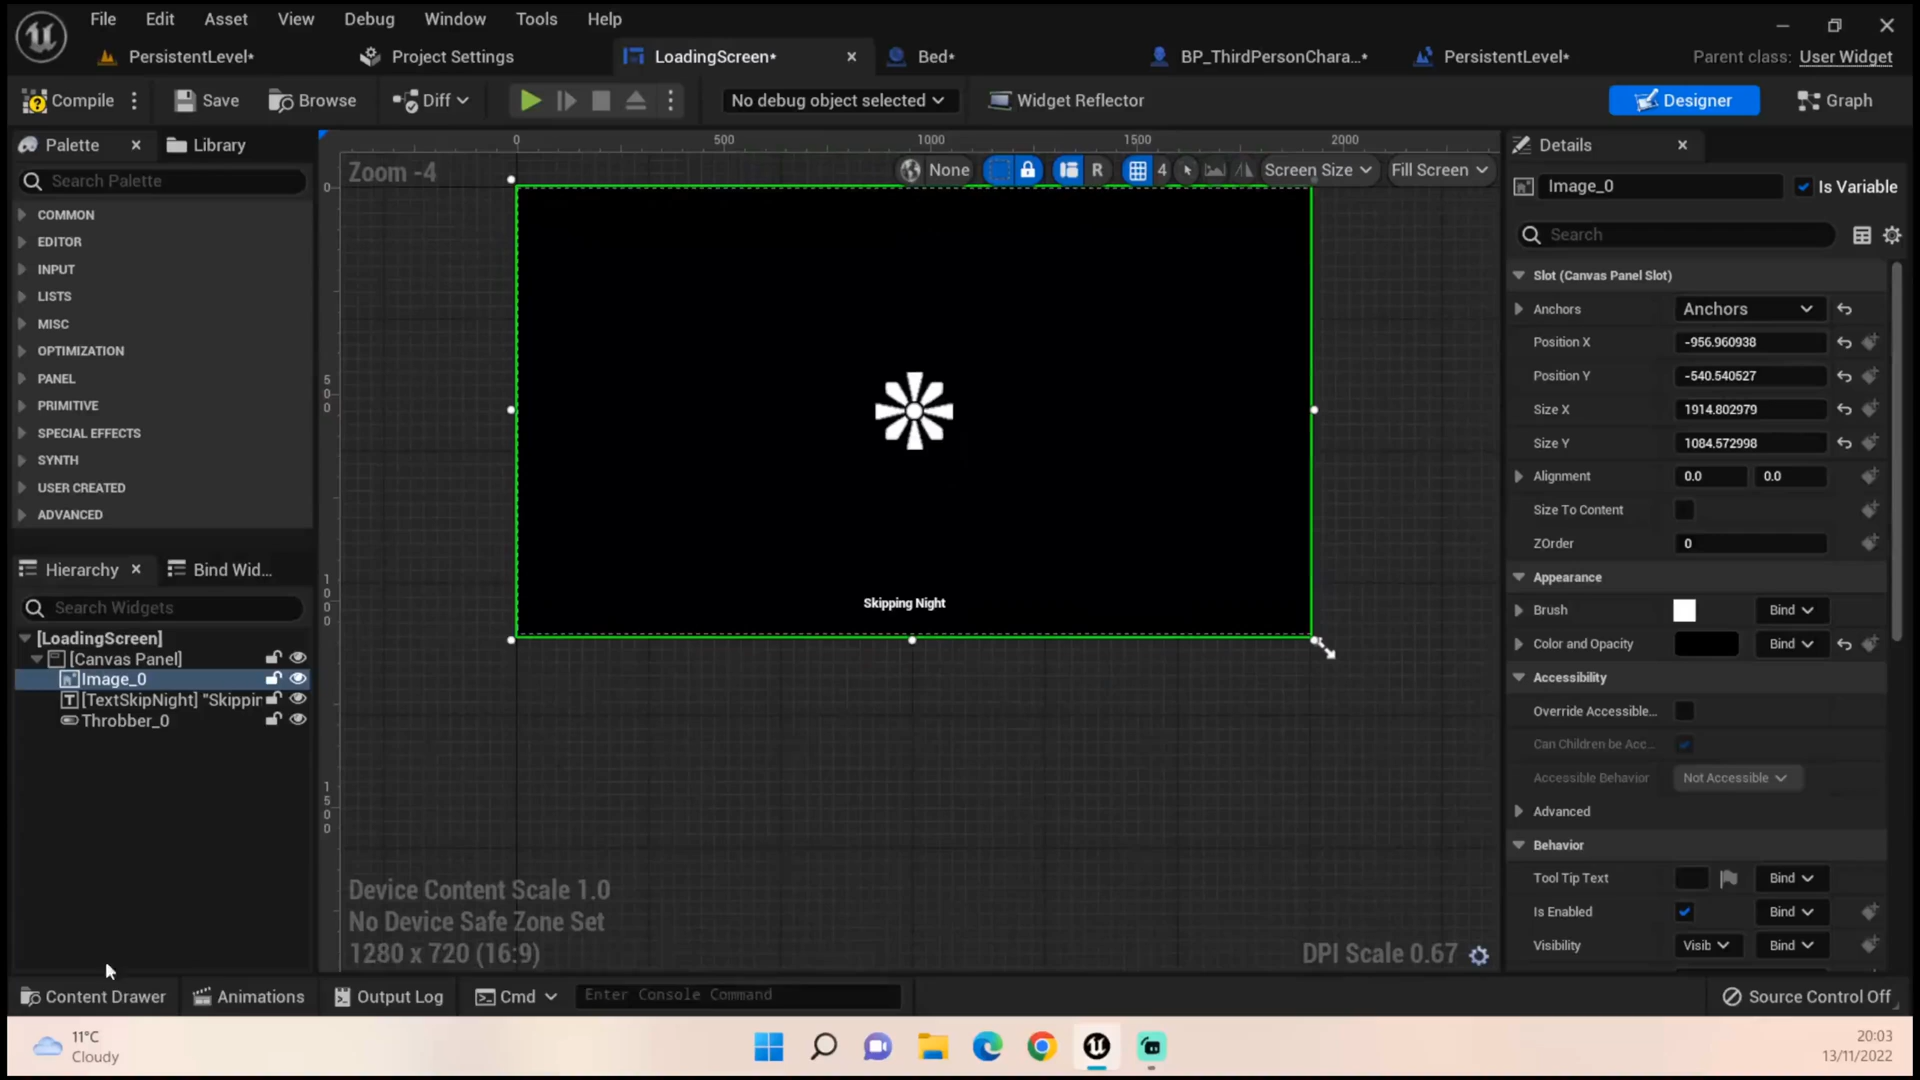 File Edit Asset View Debug Window Tools Help
PersistentLevel* Project Settings LoadingScreen* Bed* BP_ThirdPersonChara...* PersistentLevel* Parent class: User Widget
Compile Save Browse Diff No debug object selected Widget Reflector Designer Graph
Palette Library
Search Palette
COMMON
EDITOR
INPUT
LISTS
MISC
OPTIMIZATION
PANEL
PRIMITIVE
SPECIAL EFFECTS
SYNTH
USER CREATED
ADVANCED
Hierarchy Bind Wid...
Search Widgets
[LoadingScreen]
[Canvas Panel]
Image_0
[TextSkipNight] "Skippin
Throbber_0
0 500 1000 1500 2000
Zoom -4 None R 4 Screen Size Fill Screen
0
500
1000
1500
Skipping Night
Device Content Scale 1.0
No Device Safe Zone Set
1280 x 720 (16:9)
DPI Scale 0.67
Details
Image_0 Is Variable
Search
Slot (Canvas Panel Slot)
Anchors Anchors
Position X -956.960938
Position Y -540.540527
Size X 1914.802979
Size Y 1084.572998
Alignment 0.0 0.0
Size To Content
ZOrder 0
Appearance
Brush Bind
Color and Opacity Bind
Accessibility
Override Accessible...
Can Children be Acc...
Accessible Behavior Not Accessible
Advanced
Behavior
Tool Tip Text Bind
Is Enabled Bind
Visibility Visib Bind
Content Drawer Animations Output Log Cmd Enter Console Command Source Control Off
11°C
Cloudy
20:03
13/11/2022